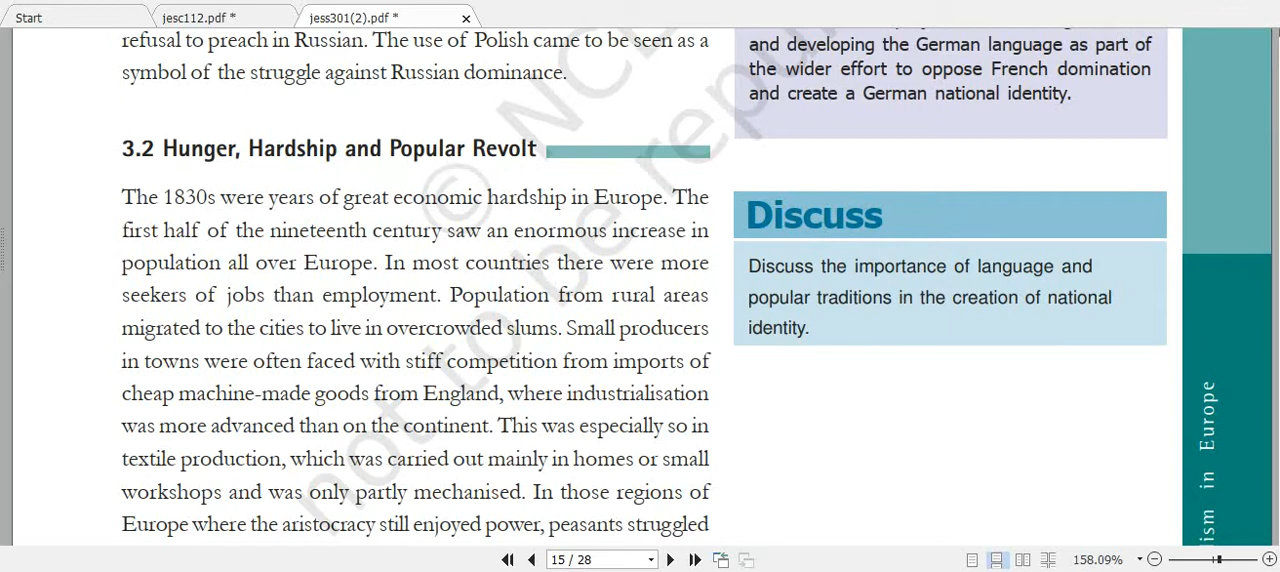 Start
jesc112.pdf *
jess301(2).pdf *
refusal to preach in Russian. The use of Polish came to be seen as a
symbol of the struggle against Russian dominance.
3.2 Hunger, Hardship and Popular Revolt
The 1830s were years of great economic hardship in Europe. The
first half of the nineteenth century saw an enormous increase in
population all over Europe. In most countries there were more
seekers of jobs than employment. Population from rural areas
migrated to the cities to live in overcrowded slums. Small producers
in towns were often faced with stiff competition from imports of
cheap machine-made goods from England, where industrialisation
was more advanced than on the continent. This was especially so in
textile production, which was carried out mainly in homes or small
workshops and was only partly mechanised. In those regions of
Europe where the aristocracy still enjoyed power, peasants struggled
and developing the German language as part of
the wider effort to oppose French domination
and create a German national identity.
Discuss
Discuss the importance of language and
popular traditions in the creation of national
identity.
ism in Europe
© NC
not to be repu
15 / 28
158.09%